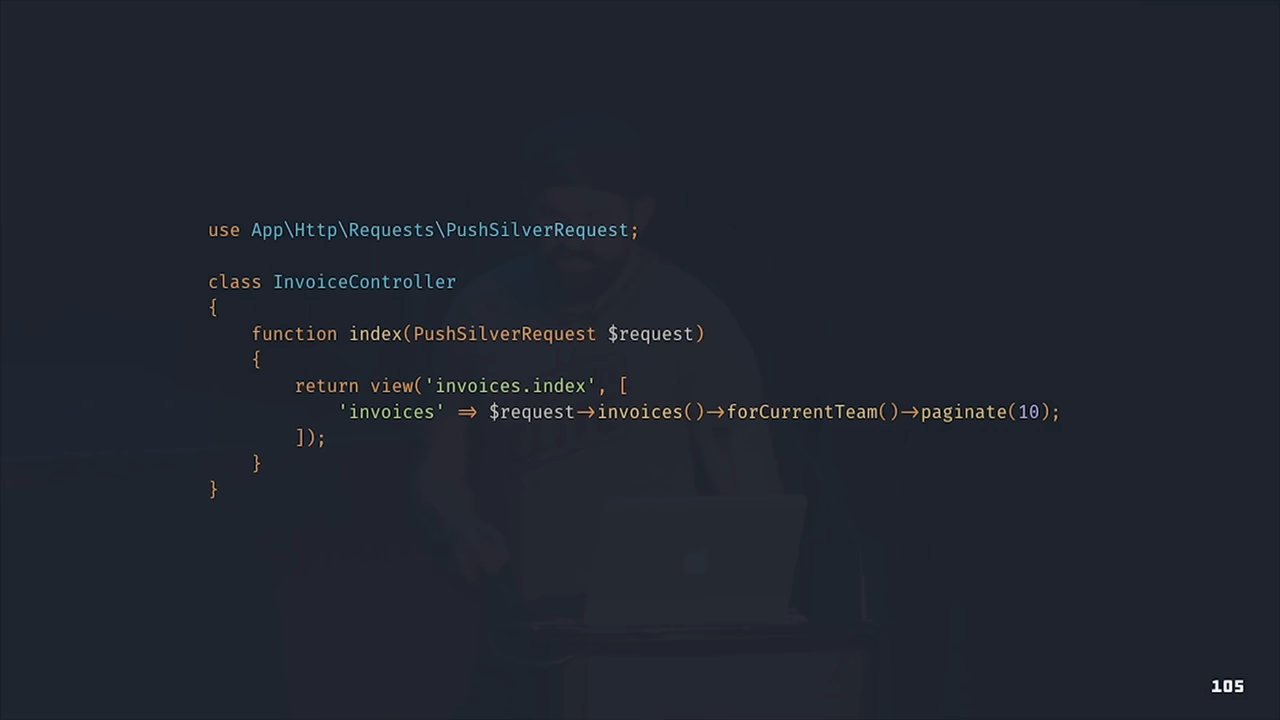 use App\Http\Requests\PushSilverRequest;
class InvoiceController
{
    function index(PushSilverRequest $request)
    {
        return view('invoices.index', [
            'invoices' => $request->invoices()->forCurrentTeam()->paginate(10);
        ]);
    }
}
105